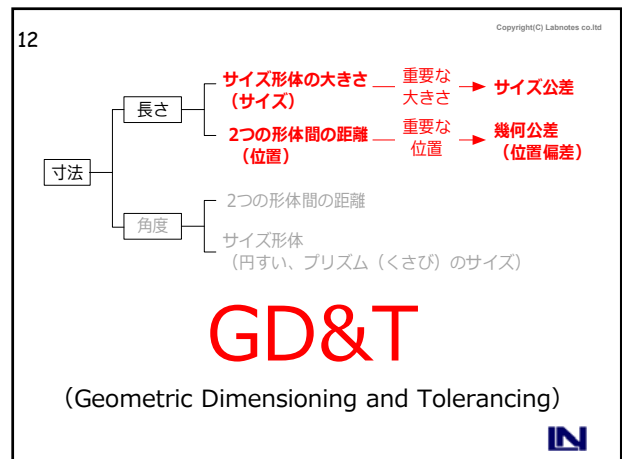 Copyright(C) Labnotes co.ltd
12
サイズ形体の大きさ
(サイズ)
重要な
大きさ
サイズ公差
長さ
2つの形体間の距離
(位置)
重要な
位置
幾何公差
(位置偏差)
寸法
角度
2つの形体間の距離
サイズ形体
(円すい、プリズム(くさび)のサイズ)
GD&T
(Geometric Dimensioning and Tolerancing)
LN